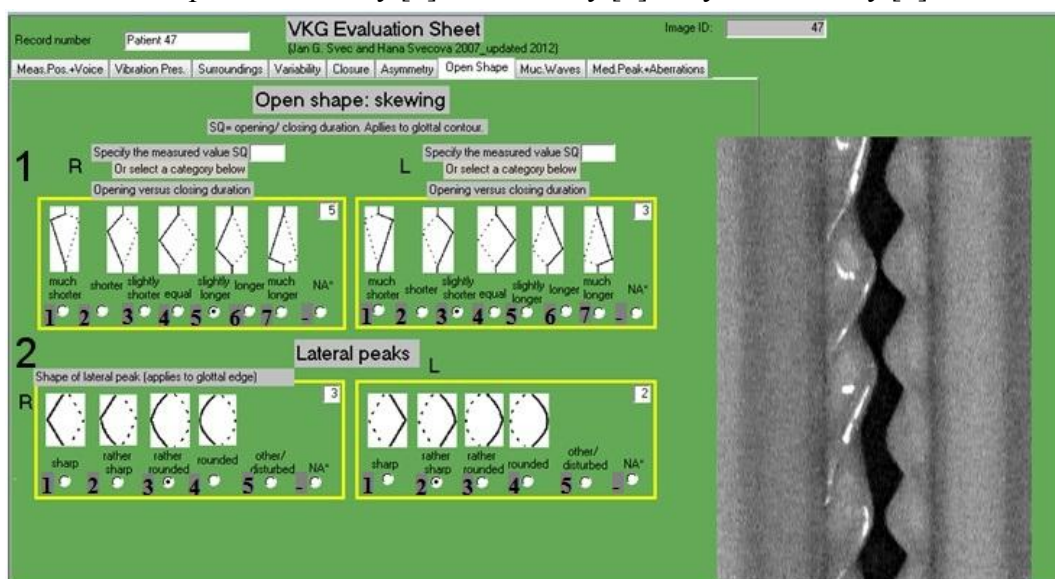 VKG Evaluation Sheet
Record number Patient 47 Image ID: 47
(Jan G. Svec and Hana Svecova 2007_updated 2012)
Meas.Pos.+Voice Vibration Pres. Surroundings Variability Closure Asymmetry Open Shape Muc.Waves Med.Peak+Aberrations
Open shape: skewing
SQ= opening/ closing duration. Apllies to glottal contour.
1
R Specify the measured value SQ
Or select a category below
Opening versus closing duration
5
much shorter shorter slightly shorter equal slightly longer longer much longer NA*
1 2 3 4 5 6 7 -
L Specify the measured value SQ
Or select a category below
Opening versus closing duration
3
much shorter shorter slightly shorter equal slightly longer longer much longer NA*
1 2 3 4 5 6 7 -
2 Lateral peaks
Shape of lateral peak (applies to glottal edge)
R
3
sharp rather sharp rather rounded rounded other/ disturbed NA*
1 2 3 4 5 -
L
2
sharp rather sharp rather rounded rounded other/ disturbed NA*
1 2 3 4 5 -